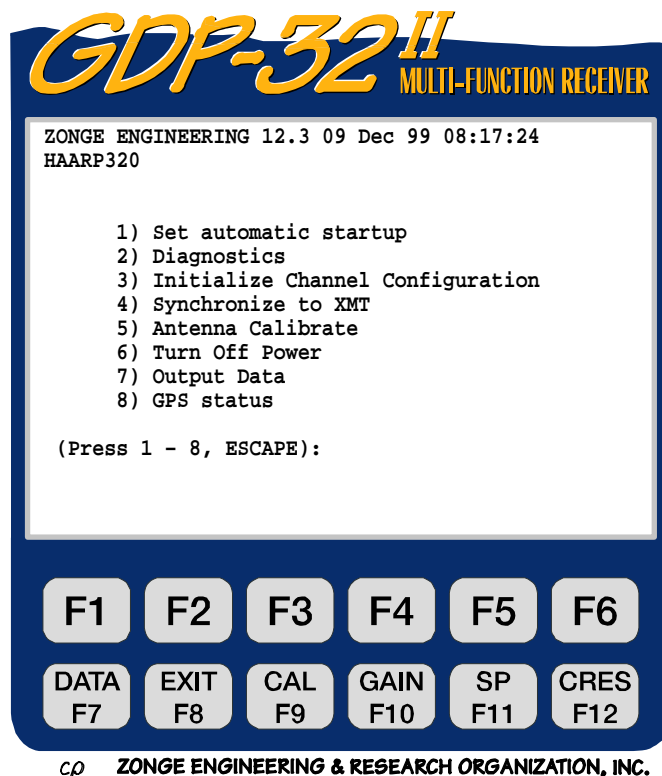 GDP-32 II
MULTI-FUNCTION RECEIVER
ZONGE ENGINEERING 12.3 09 Dec 99 08:17:24
HAARP320
1) Set automatic startup
2) Diagnostics
3) Initialize Channel Configuration
4) Synchronize to XMT
5) Antenna Calibrate
6) Turn Off Power
7) Output Data
8) GPS status
(Press 1 - 8, ESCAPE):
F1 F2 F3 F4 F5 F6
DATA EXIT CAL GAIN SP CRES
F7 F8 F9 F10 F11 F12
ZONGE ENGINEERING & RESEARCH ORGANIZATION, INC.